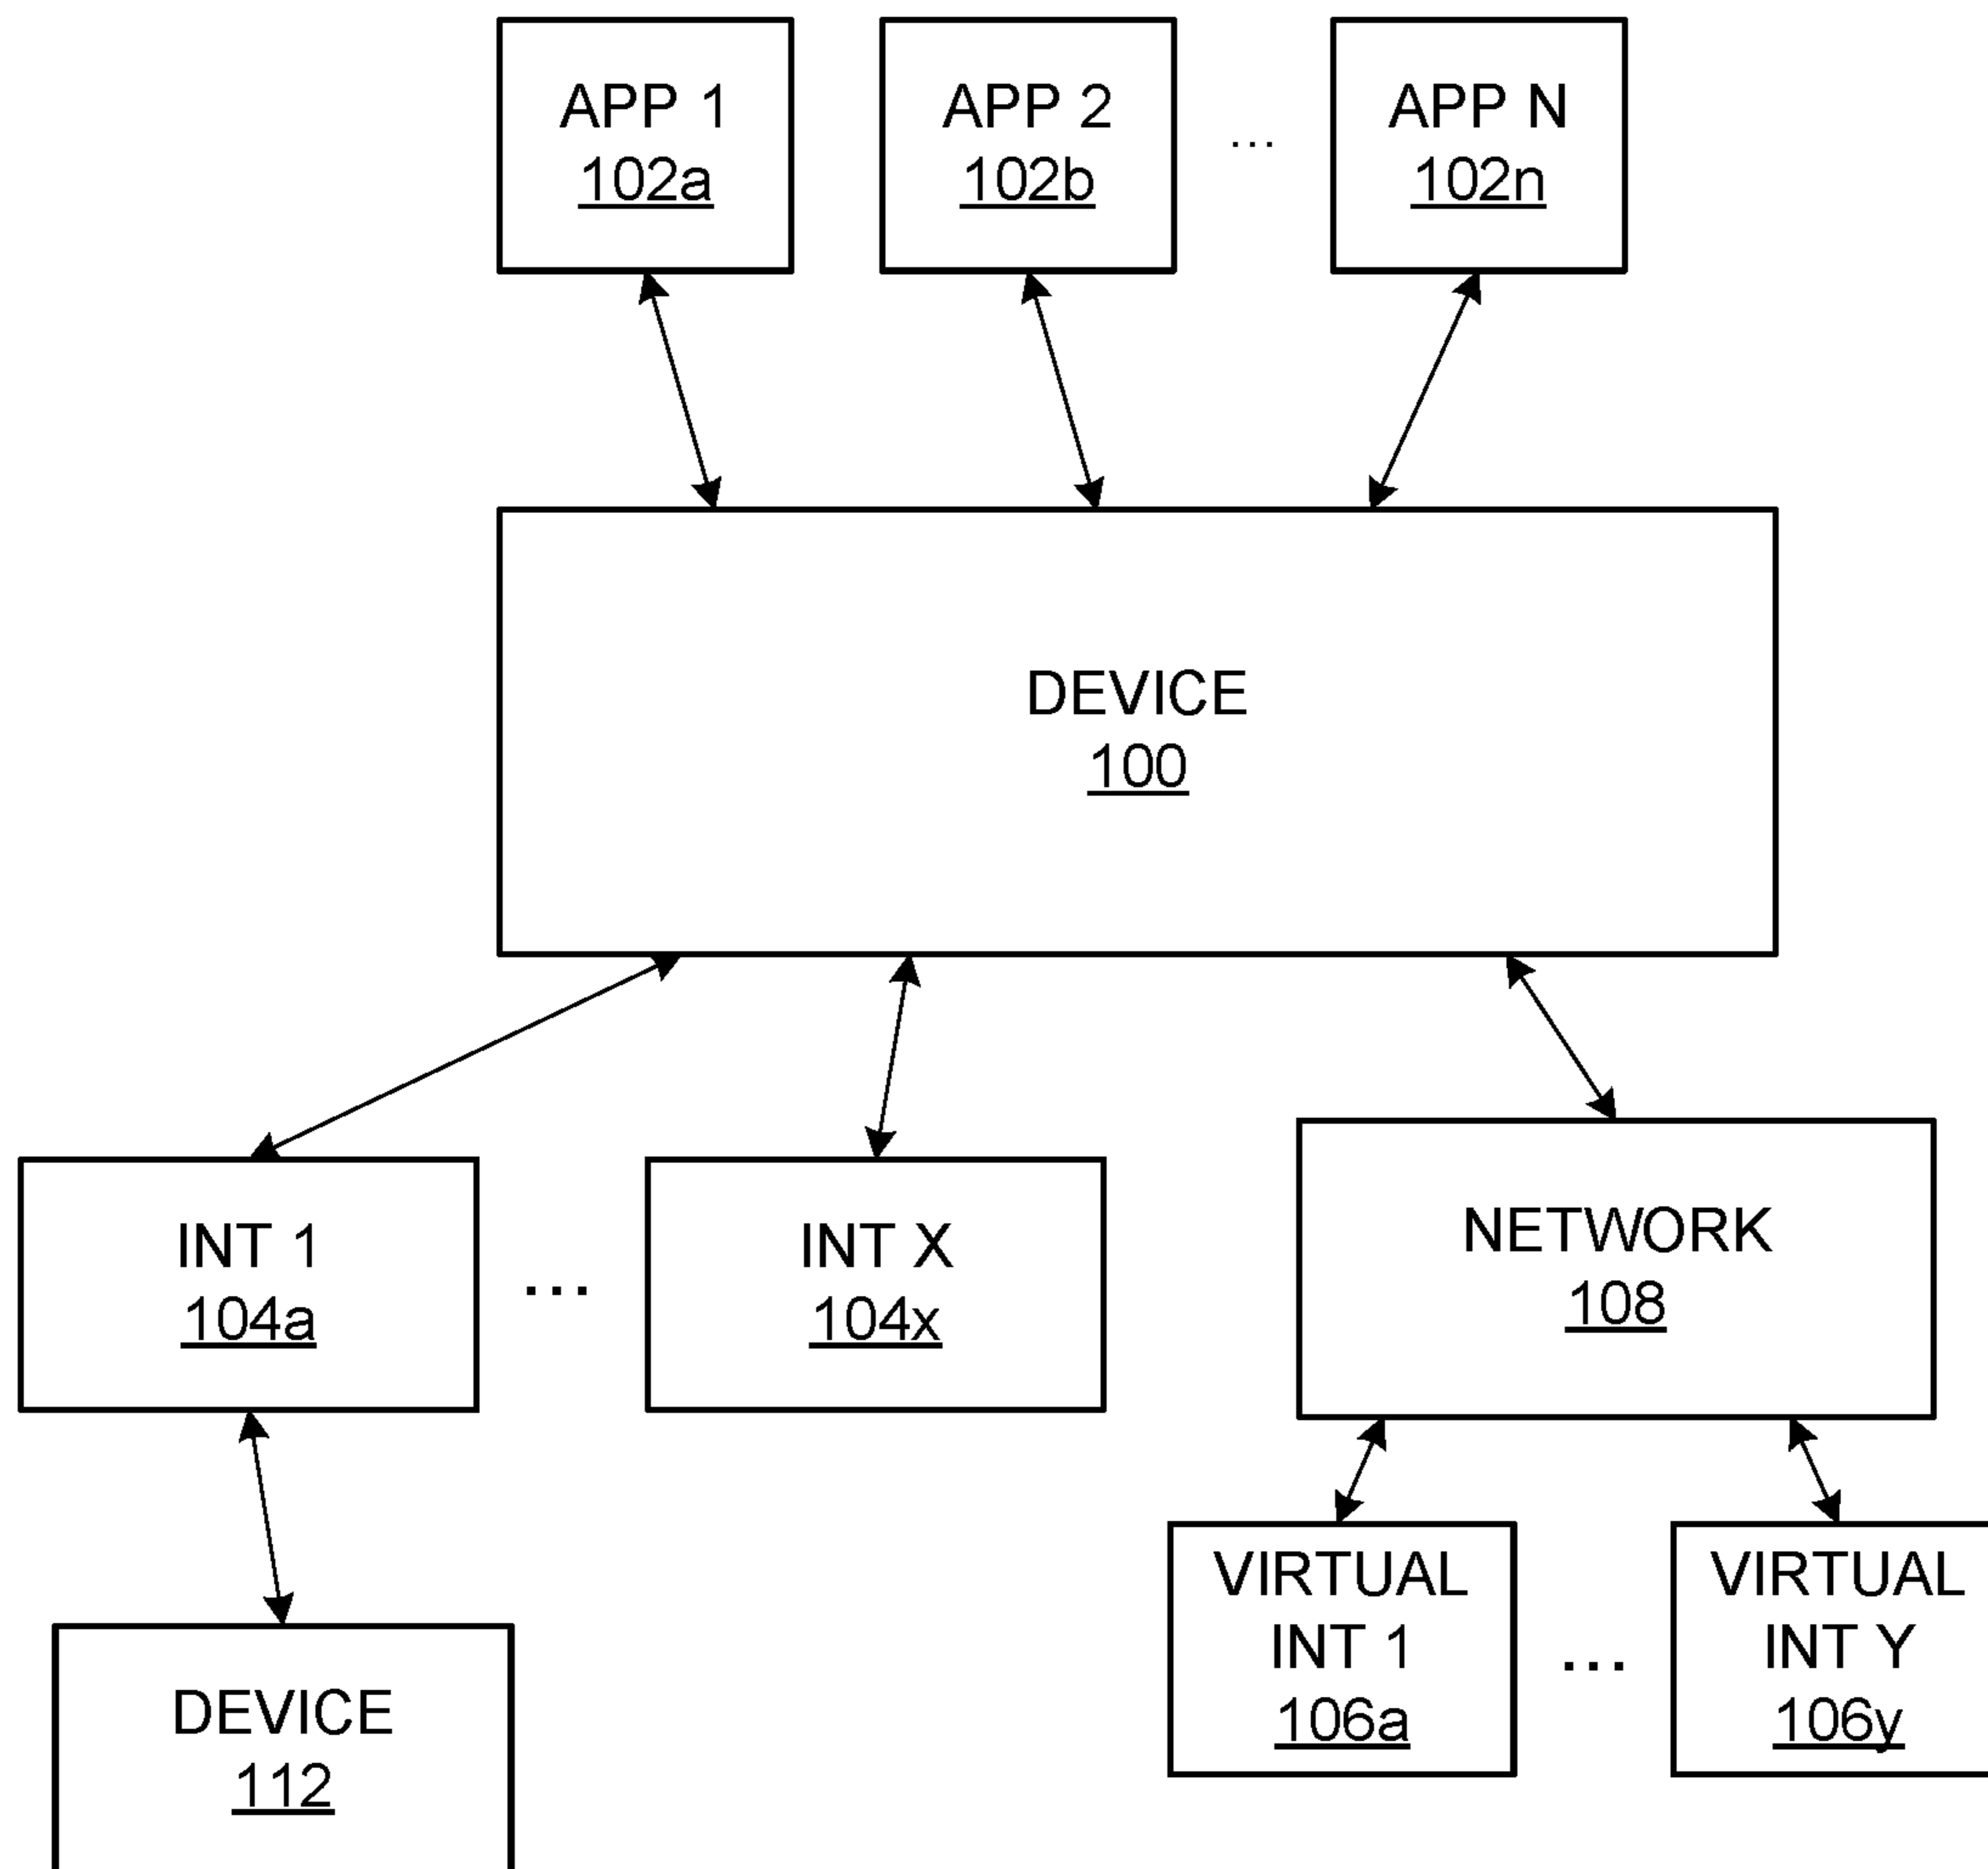 APP 1
102a
APP 2
102b
...
APP N
102n
DEVICE
100
INT 1
104a
...
INT X
104x
NETWORK
108
VIRTUAL
INT 1
106a
...
VIRTUAL
INT Y
106y
DEVICE
112